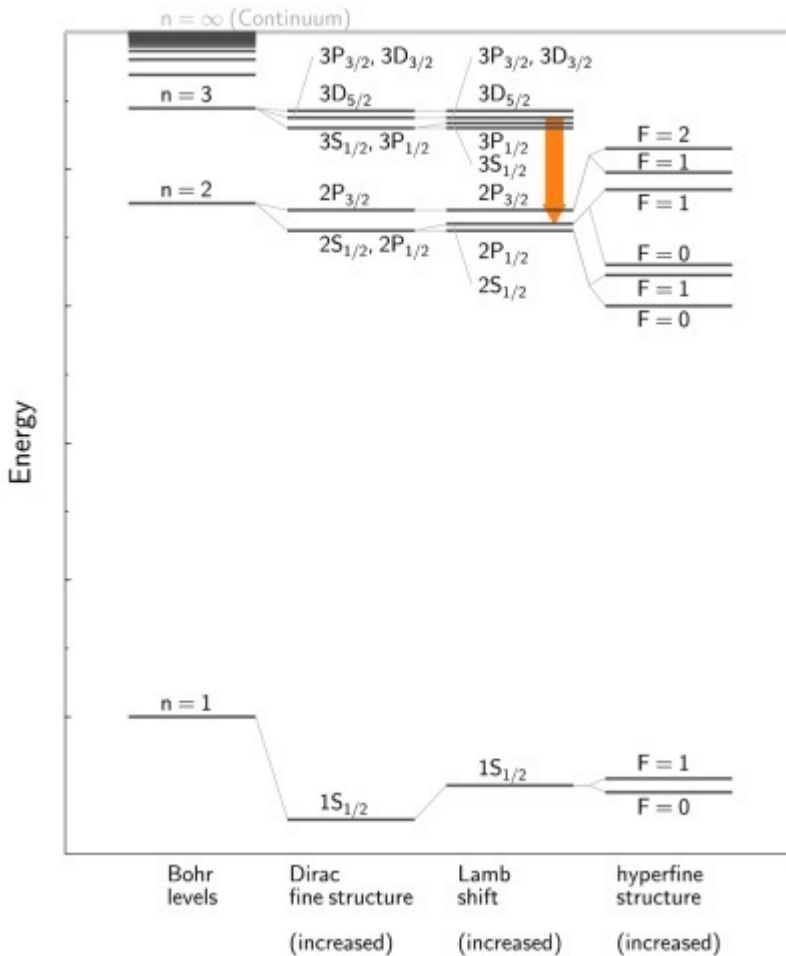 n = ∞ (Continuum)
3P3/2, 3D3/2
3P3/2, 3D3/2
n = 3
3D5/2
3D5/2
3S1/2, 3P1/2
3P1/2
3S1/2
F = 2
F = 1
n = 2
2P3/2
2P3/2
F = 1
2S1/2, 2P1/2
2P1/2
F = 0
2S1/2
F = 1
F = 0
Energy
n = 1
1S1/2
1S1/2
F = 1
F = 0
Bohr
levels
Dirac
fine structure
(increased)
Lamb
shift
(increased)
hyperfine
structure
(increased)